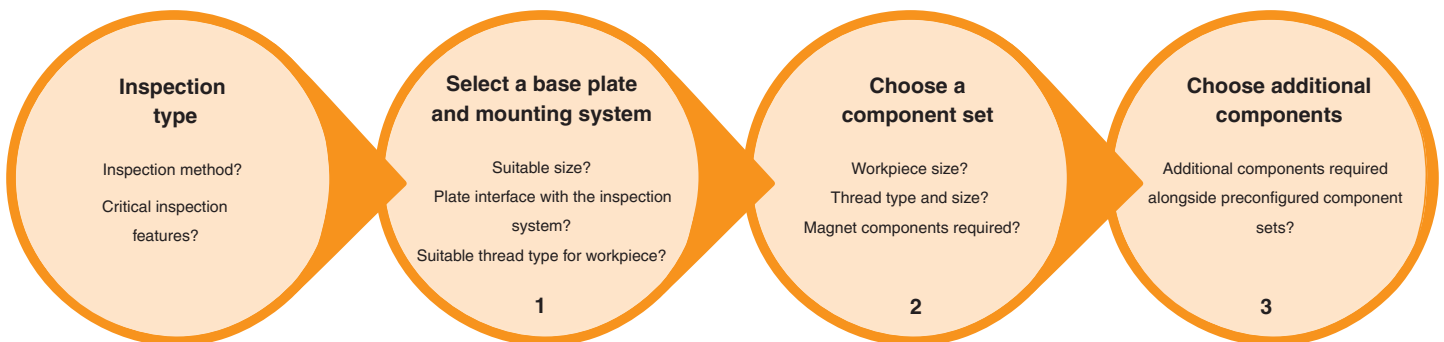 Inspection
type
Inspection method?
Critical inspection
features?
Select a base plate
and mounting system
Suitable size?
Plate interface with the inspection
system?
Suitable thread type for workpiece?
1
Choose a
component set
Workpiece size?
Thread type and size?
Magnet components required?
2
Choose additional
components
Additional components required
alongside preconfigured component
sets?
3